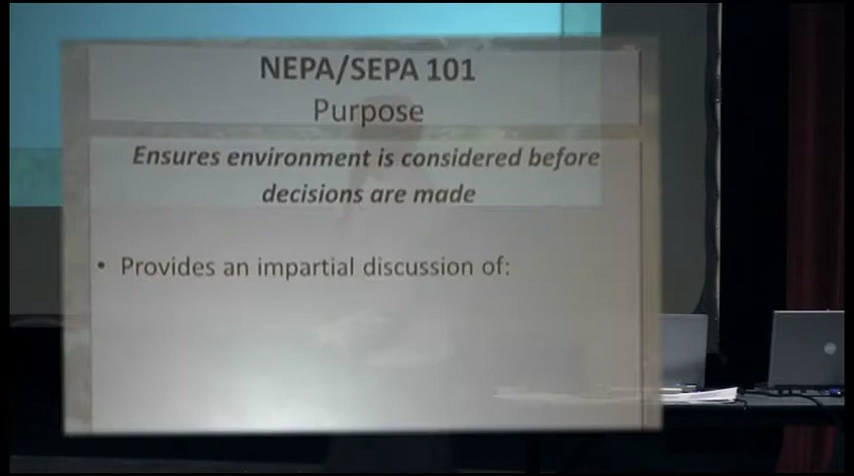 NEPA/SEPA 101
Purpose
Ensures environment is considered before
decisions are made
• Provides an impartial discussion of: